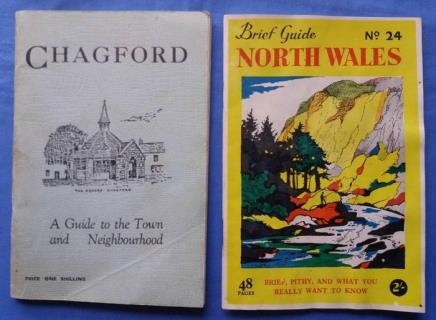 CHAGFORD
THE SQUARE CHAGFORD
A Guide to the Town
and Neighbourhood
PRICE ONE SHILLING
Brief Guide Nº 24
NORTH WALES
48
PAGES
BRIEF, PITHY, AND WHAT YOU
REALLY WANT TO KNOW
2/-